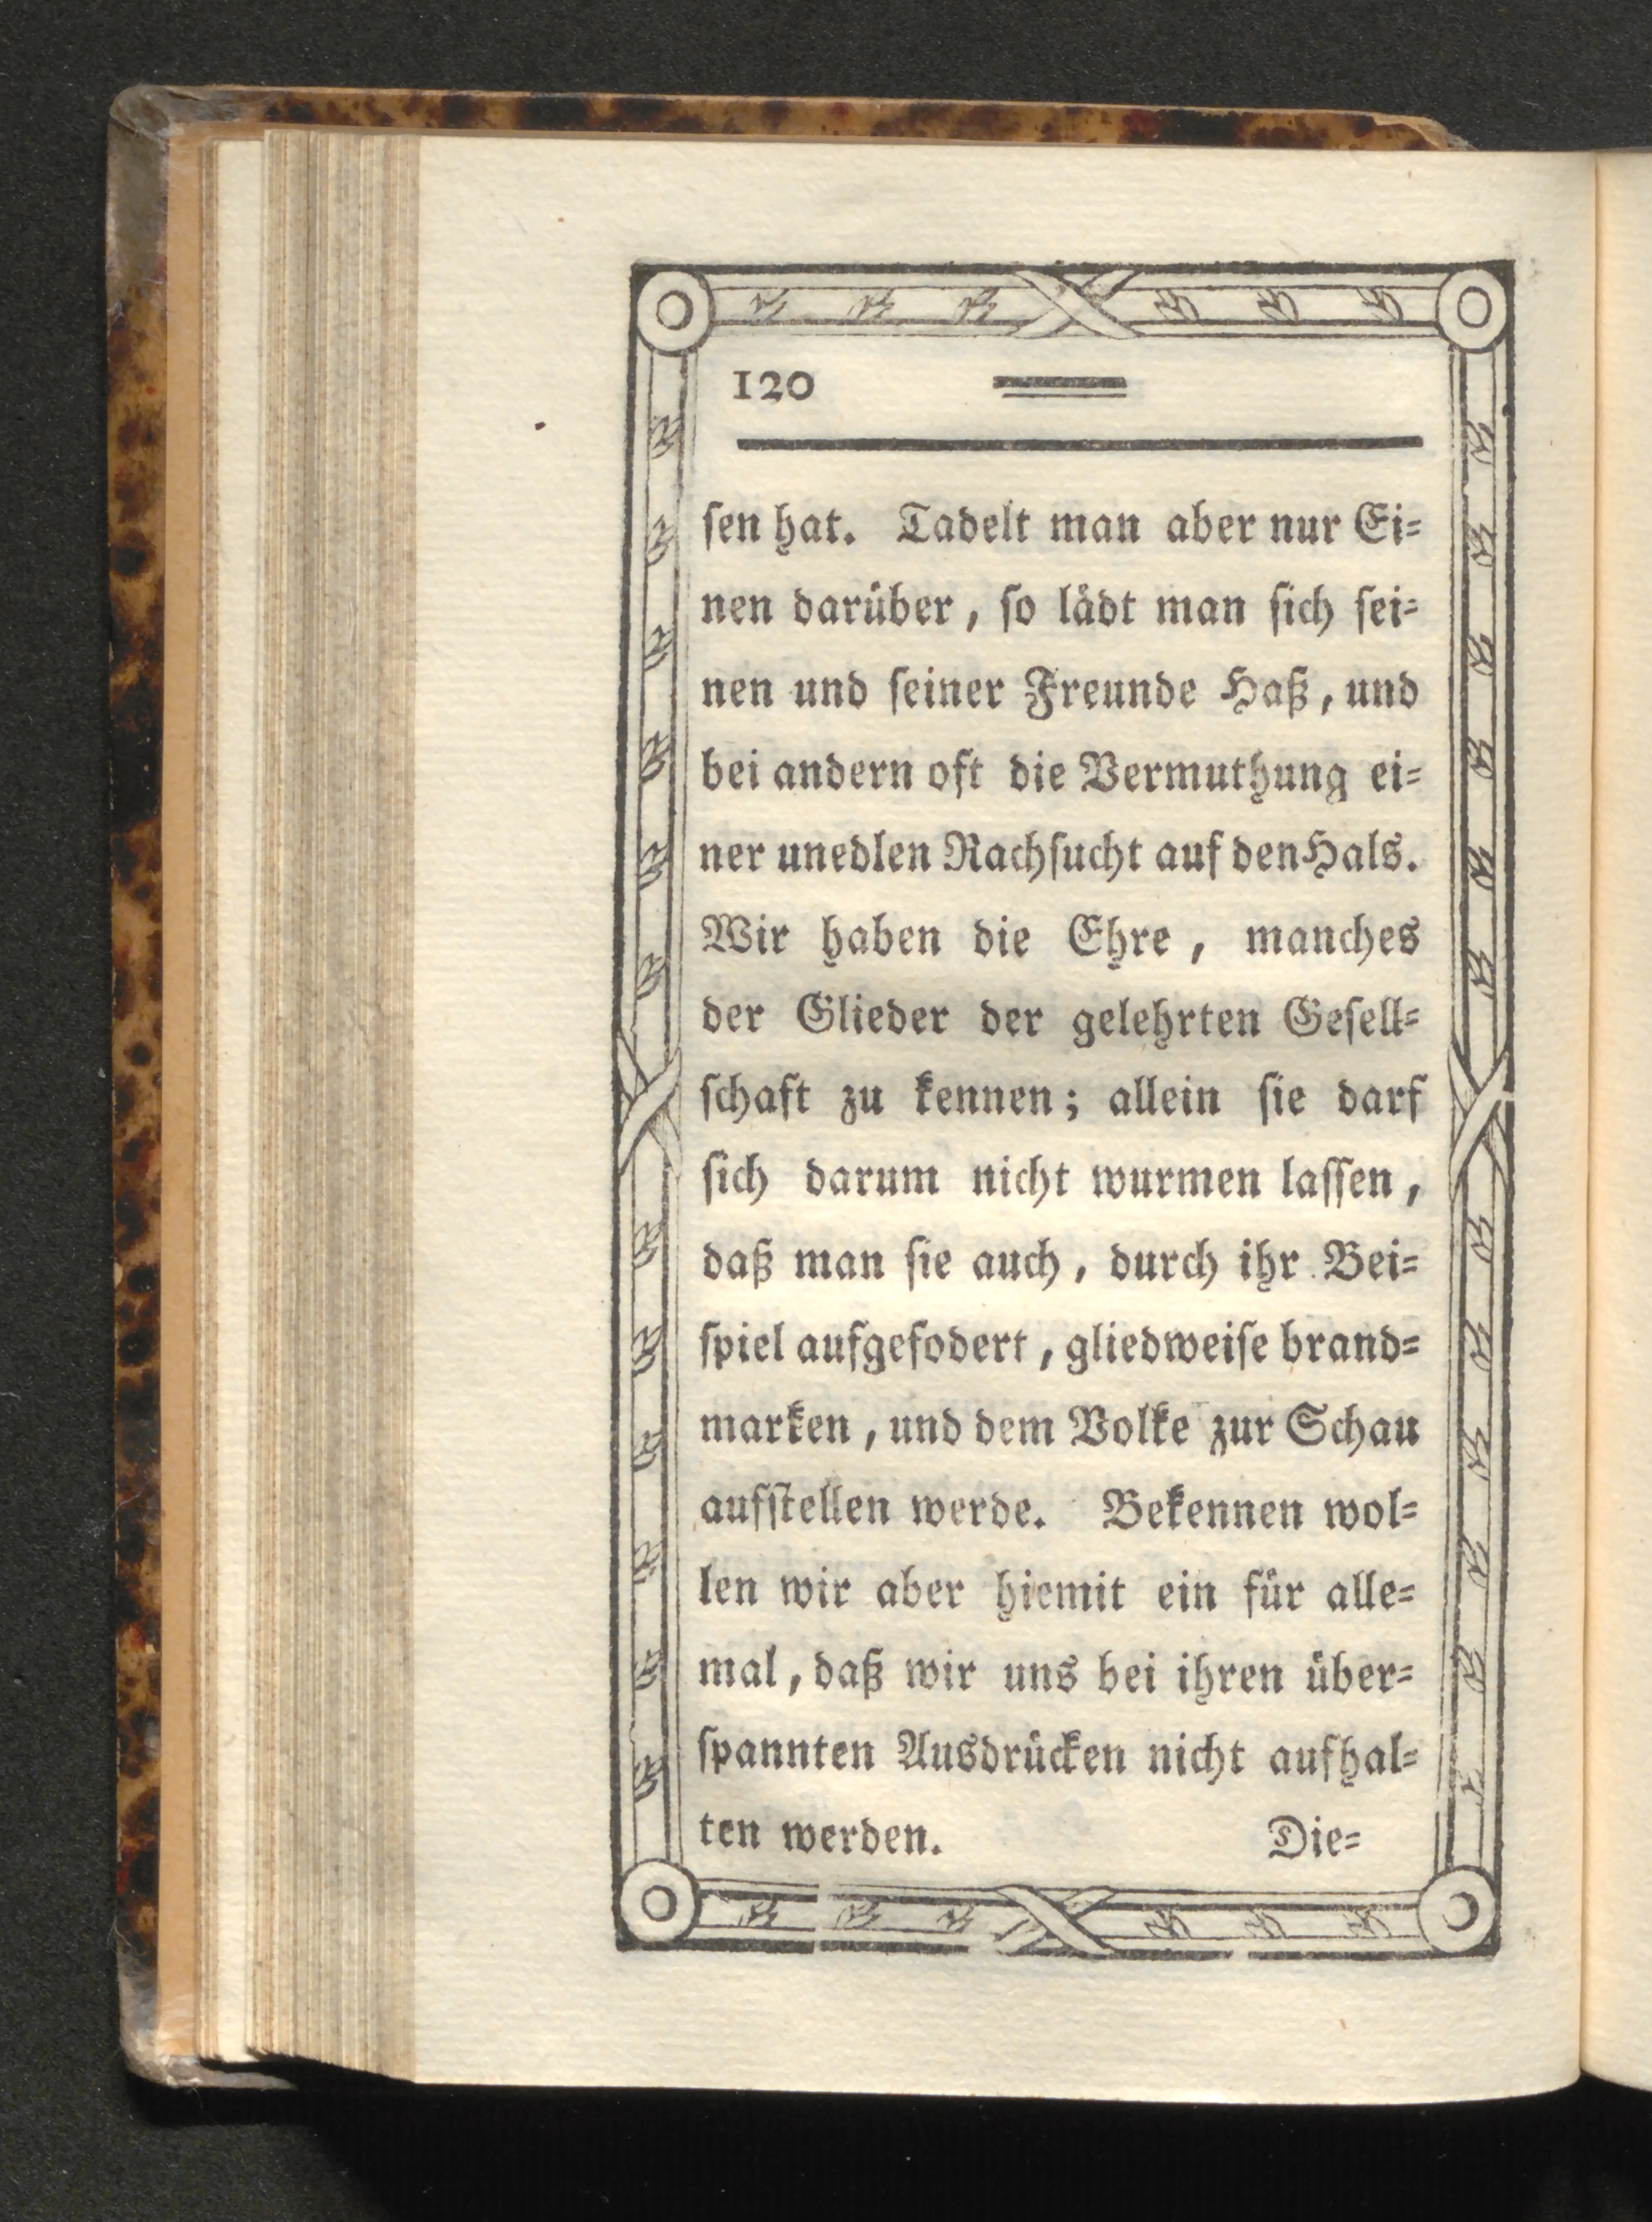 120
ſen hat. Tadelt man aber nur Ei⸗
nen darüber, ſo lädt man ſich ſei⸗
nen und ſeiner Freunde Haß, und
bei andern oft die Vermuthung ei⸗
ner unedlen Rachſucht auf den Hals.
Wir haben die Ehre, manches
der Glieder der gelehrten Geſell⸗
ſchaft zu kennen; allein ſie darf
ſich darum nicht wurmen laſſen,
daß man ſie auch, durch ihr Bei⸗
ſpiel aufgefodert, gliedweiſe brand⸗
marken, und dem Volke zur Schau
aufſtellen werde. Bekennen wol⸗
len wir aber hiemit ein für alle⸗
mal, daß wir uns bei ihren über⸗
ſpannten Ausdrücken nicht aufhal⸗
ten werden. Die⸗